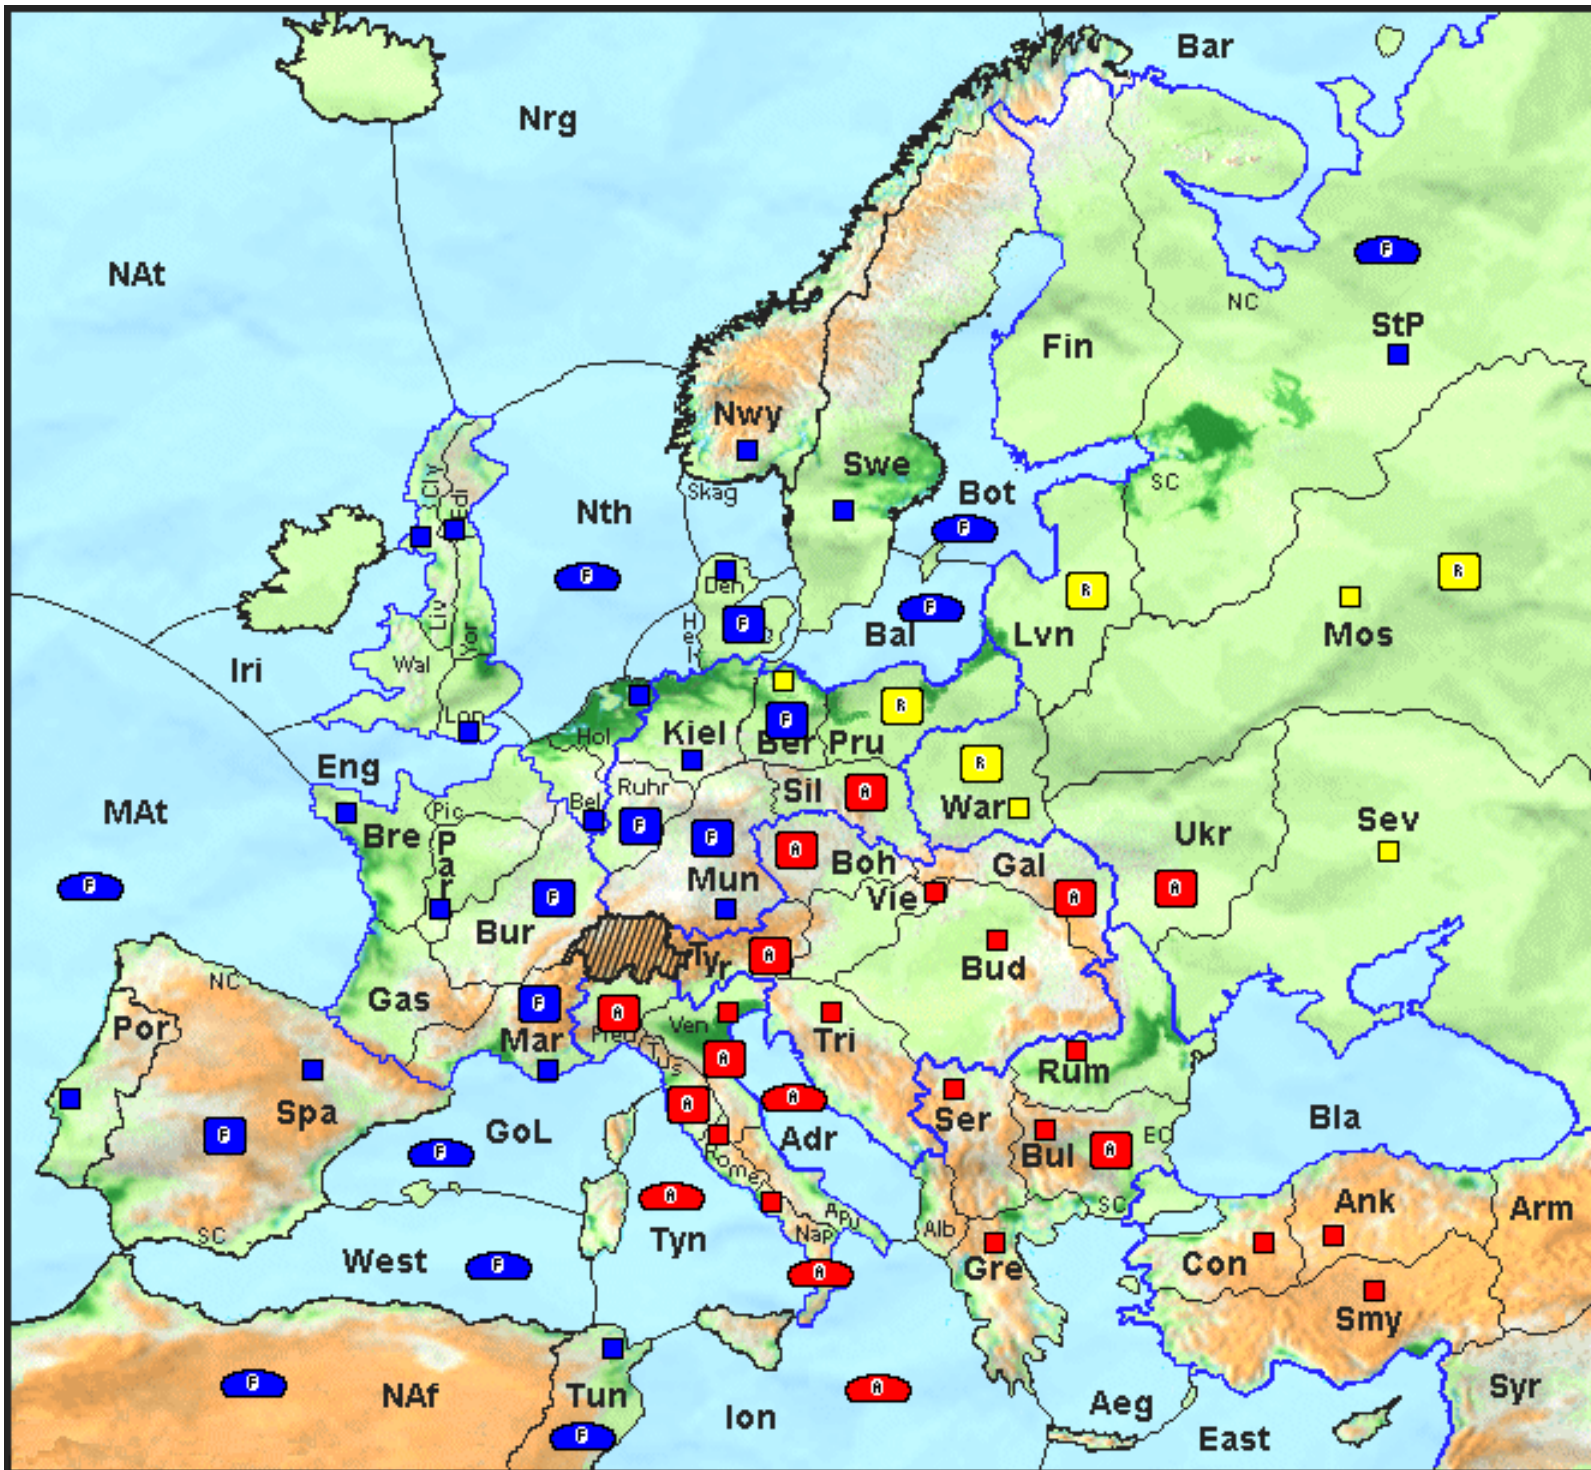 Bar
Nrg
F
NAt
NC
StP
Fin
Nwy
Swe
SC
Cly
Edi
Skag
Bot
Nth
F
F
R
Den
F
R
F
Hel
Bal
Lvn
Mos
Liv
Yor
Wal
Iri
R
Lon
F
Hol
Kiel
Ber
Pru
R
Eng
Ruhr
Sil
A
War
MAt
Pic
Bel
Bre
Par
F
F
A
Boh
Gal
Ukr
Sev
F
Mun
Vie
A
A
F
Bur
Tyr
A
Bud
NC
Gas
F
A
Ven
Por
Mar
Pied
Tri
Tus
A
Rum
Spa
A
A
Ser
Bla
F
GoL
Adr
Bul
A
EC
F
Rome
A
Tyn
Apu
SC
Ank
Arm
SC
West
F
Nap
Alb
Gre
Con
A
Smy
F
NAf
Tun
A
Syr
Ion
Aeg
F
East